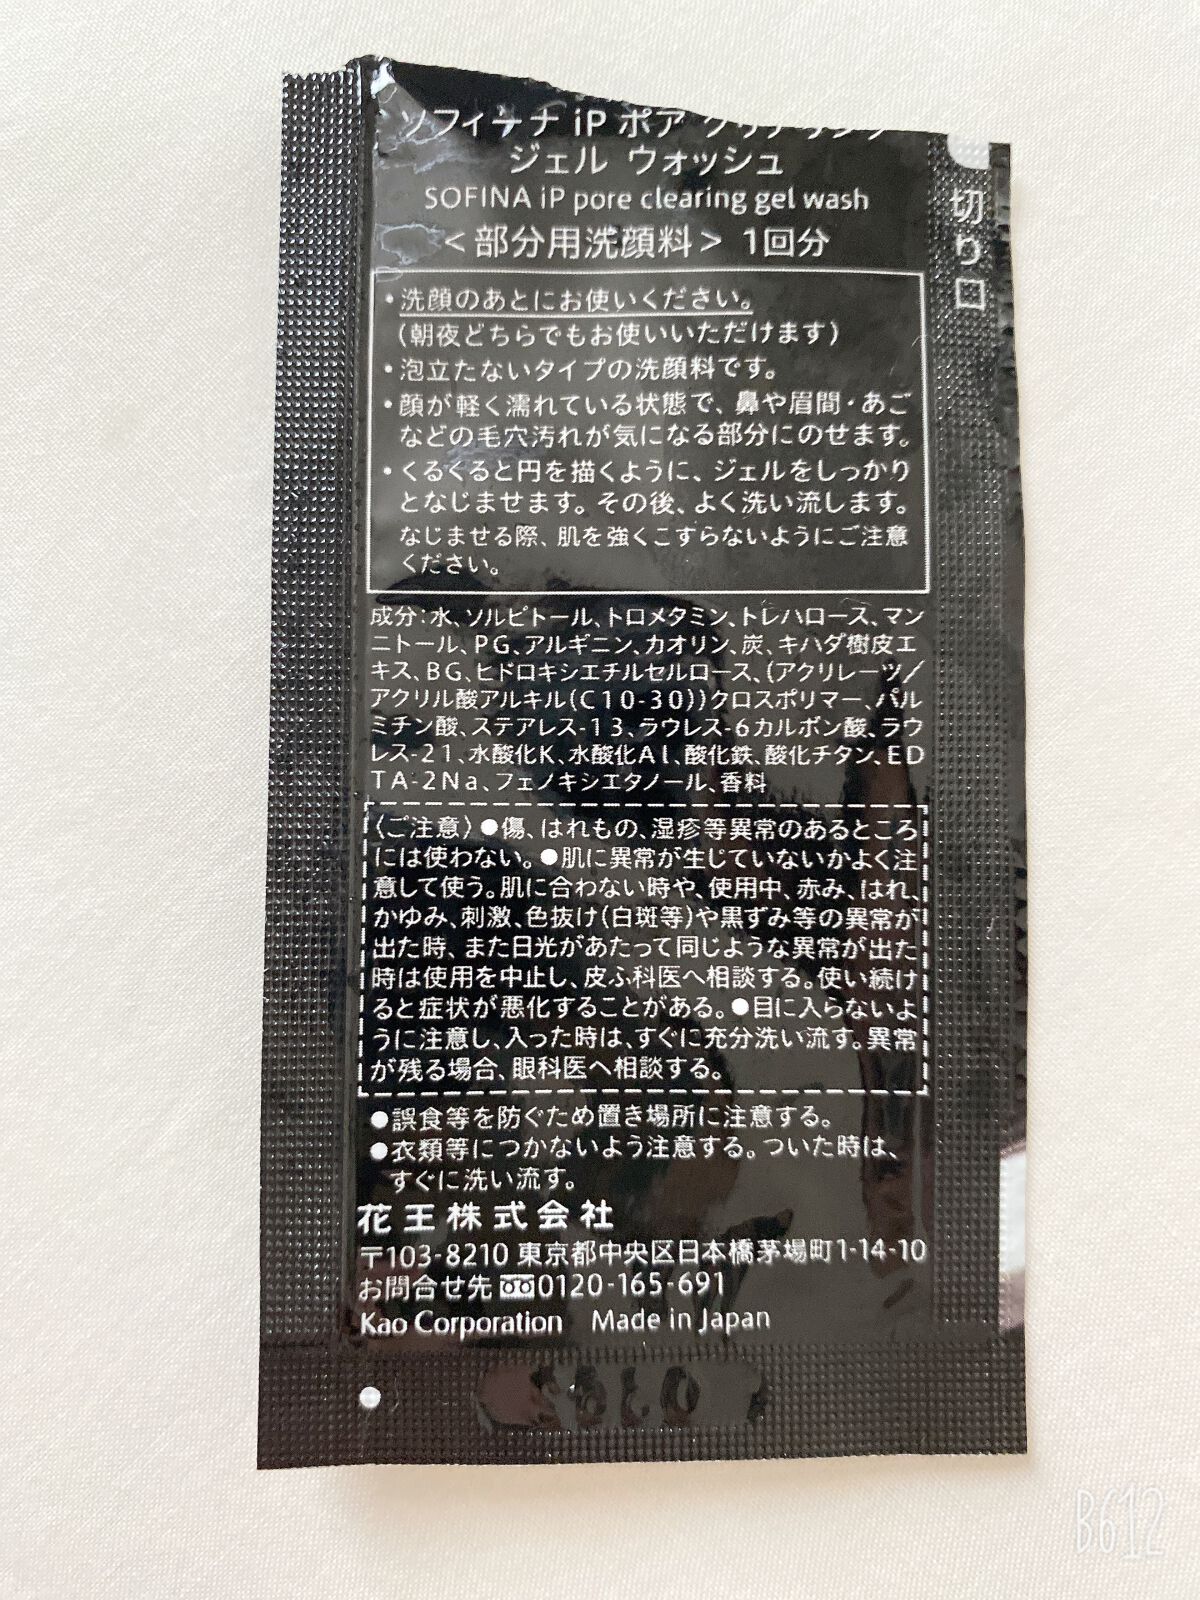 ソフィーナ iP ポア クリアリング
ジェル ウォッシュ
SOFINA iP pore clearing gel wash
＜部分用洗顔料＞ 1回分
切り口
・洗顔のあとにお使いください。
（朝夜どちらでもお使いいただけます）
・泡立たないタイプの洗顔料です。
・顔が軽く濡れている状態で、鼻や眉間・あご
などの毛穴汚れが気になる部分にのせます。
・くるくると円を描くように、ジェルをしっかり
となじませます。その後、よく洗い流します。
なじませる際、肌を強くこすらないようにご注意
ください。
成分：水、ソルビトール、トロメタミン、トレハロース、マン
ニトール、PG、アルギニン、カオリン、炭、キハダ樹皮エ
キス、BG、ヒドロキシエチルセルロース、（アクリレーツ／
アクリル酸アルキル（C10-30））クロスポリマー、パル
ミチン酸、ステアレス-13、ラウレス-6カルボン酸、ラウ
レス-21、水酸化K、水酸化Al、酸化鉄、酸化チタン、ED
TA-2Na、フェノキシエタノール、香料
〈ご注意〉●傷、はれもの、湿疹等異常のあるところ
には使わない。●肌に異常が生じていないかよく注
意して使う。肌に合わない時や、使用中、赤み、はれ、
かゆみ、刺激、色抜け（白斑等）や黒ずみ等の異常が
出た時、また日光があたって同じような異常が出た
時は使用を中止し、皮ふ科医へ相談する。使い続け
ると症状が悪化することがある。●目に入らないよ
うに注意し、入った時は、すぐに充分洗い流す。異常
が残る場合、眼科医へ相談する。
●誤食等を防ぐため置き場所に注意する。
●衣類等につかないよう注意する。ついた時は、
すぐに洗い流す。
花王株式会社
〒103-8210 東京都中央区日本橋茅場町1-14-10
お問合せ先 0120-165-691
Kao Corporation Made in Japan
B612